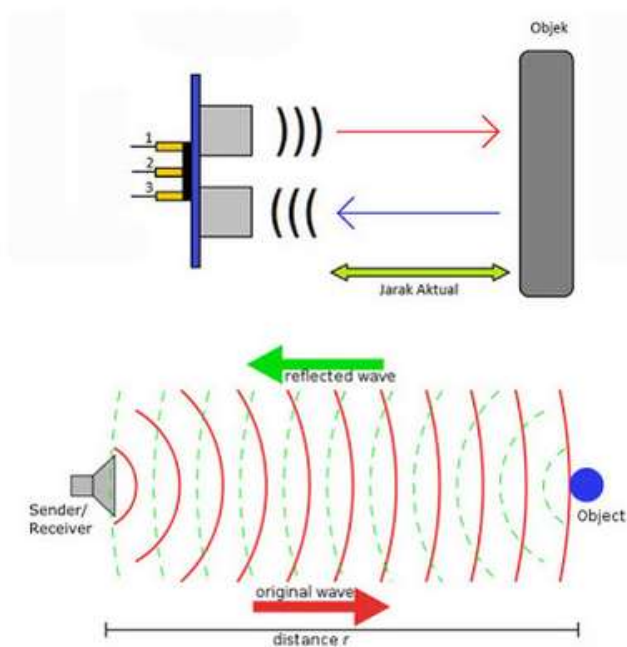 Objek
1
2
3
Jarak Aktual
reflected wave
Sender/
Receiver
Object
original wave
distance r